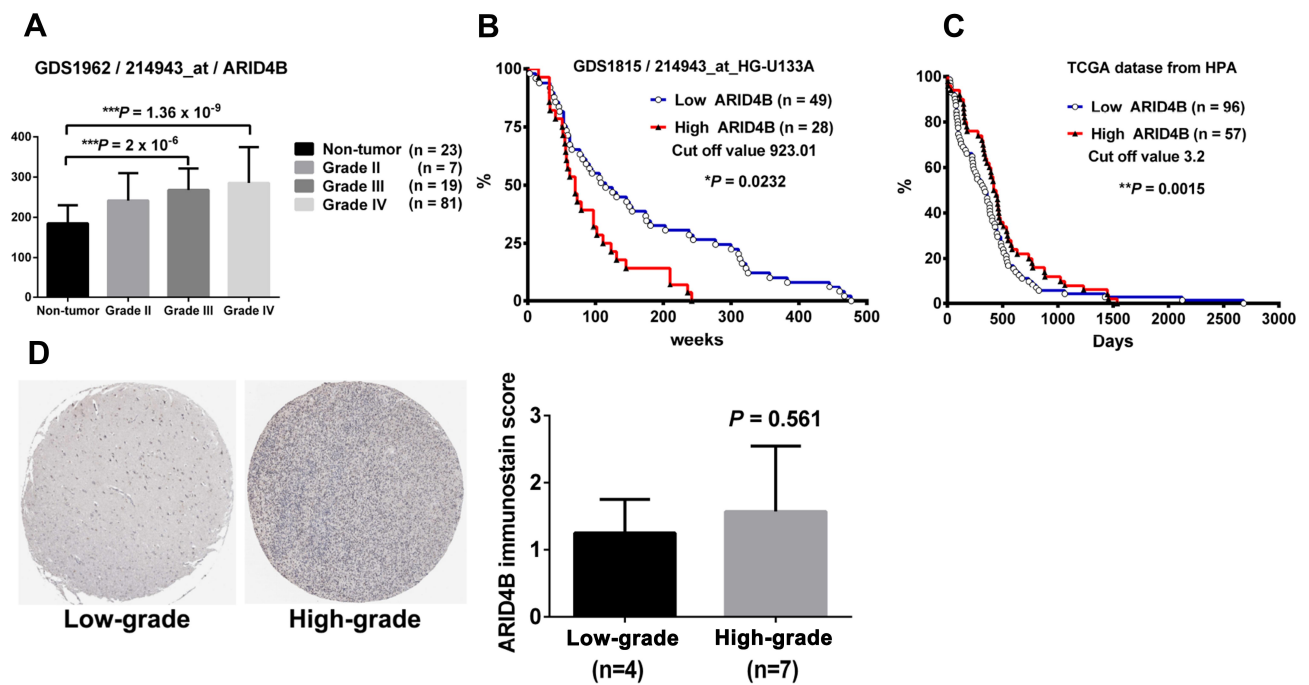 A
GDS1962 / 214943_at / ARID4B
***P = 1.36 x 10-9
***P = 2 x 10-6
400
300
200
100
0
Non-tumor Grade II Grade III Grade IV
Non-tumor (n = 23)
Grade II (n = 7)
Grade III (n = 19)
Grade IV (n = 81)
B
GDS1815 / 214943_at_HG-U133A
Low ARID4B (n = 49)
High ARID4B (n = 28)
Cut off value 923.01
*P = 0.0232
%
100
75
50
25
0
0 100 200 300 400 500
weeks
C
TCGA datase from HPA
Low ARID4B (n = 96)
High ARID4B (n = 57)
Cut off value 3.2
**P = 0.0015
%
100
80
60
40
20
0
0 500 1000 1500 2000 2500 3000
Days
D
Low-grade
High-grade
ARID4B immunostain score
P = 0.561
3
2
1
0
Low-grade High-grade
(n=4) (n=7)